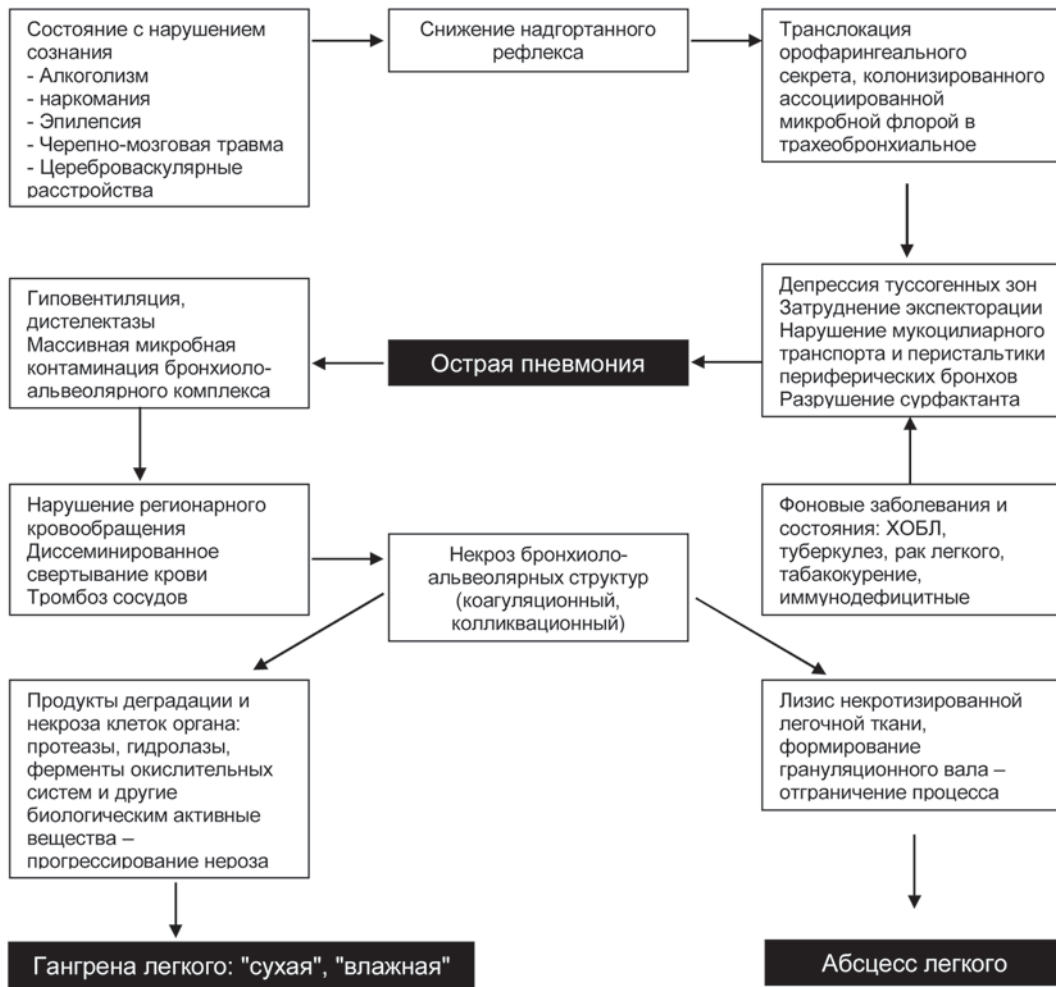 Состояние с нарушением
сознания
- Алкоголизм
- наркомания
- Эпилепсия
- Черепно-мозговая травма
- Цереброваскулярные
расстройства
Снижение надгортанного
рефлекса
Транслокация
орофарингеального
секрета, колонизированного
ассоциированной
микробной флорой в
трахеобронхиальное
Депрессия туссогенных зон
Затруднение экспекторации
Нарушение мукоцилиарного
транспорта и перистальтики
периферических бронхов
Разрушение сурфактанта
Острая пневмония
Гиповентиляция,
дистелектазы
Массивная микробная
контаминация бронхиоло-
альвеолярного комплекса
Нарушение регионарного
кровообращения
Диссеминированное
свертывание крови
Тромбоз сосудов
Некроз бронхиоло-
альвеолярных структур
(коагуляционный,
колликвационный)
Фоновые заболевания и
состояния: ХОБЛ,
туберкулез, рак легкого,
табакокурение,
иммунодефицитные
Продукты деградации и
некроза клеток органа:
протеазы, гидролазы,
ферменты окислительных
систем и другие
биологическим активные
вещества –
прогрессирование нероза
Лизис некротизированной
легочной ткани,
формирование
грануляционного вала –
отграничение процесса
Гангрена легкого: "сухая", "влажная"
Абсцесс легкого